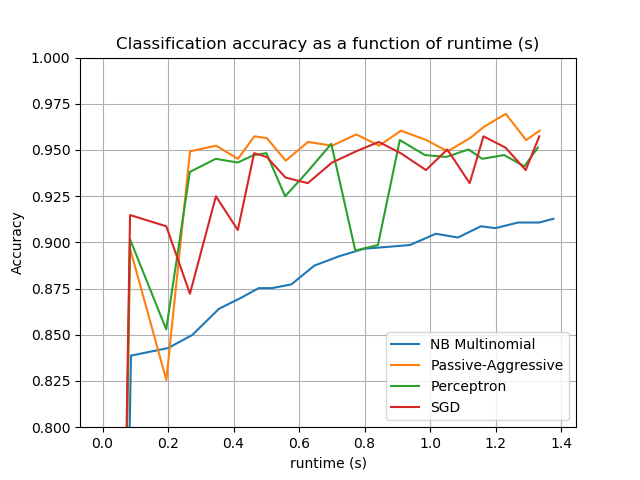 Classification accuracy as a function of runtime (s)
1.000
0.975
0.950
0.925
0.900
0.875
0.850
0.825
0.800
Accuracy
NB Multinomial
Passive-Aggressive
Perceptron
SGD
0.0 0.2 0.4 0.6 0.8 1.0 1.2 1.4
runtime (s)